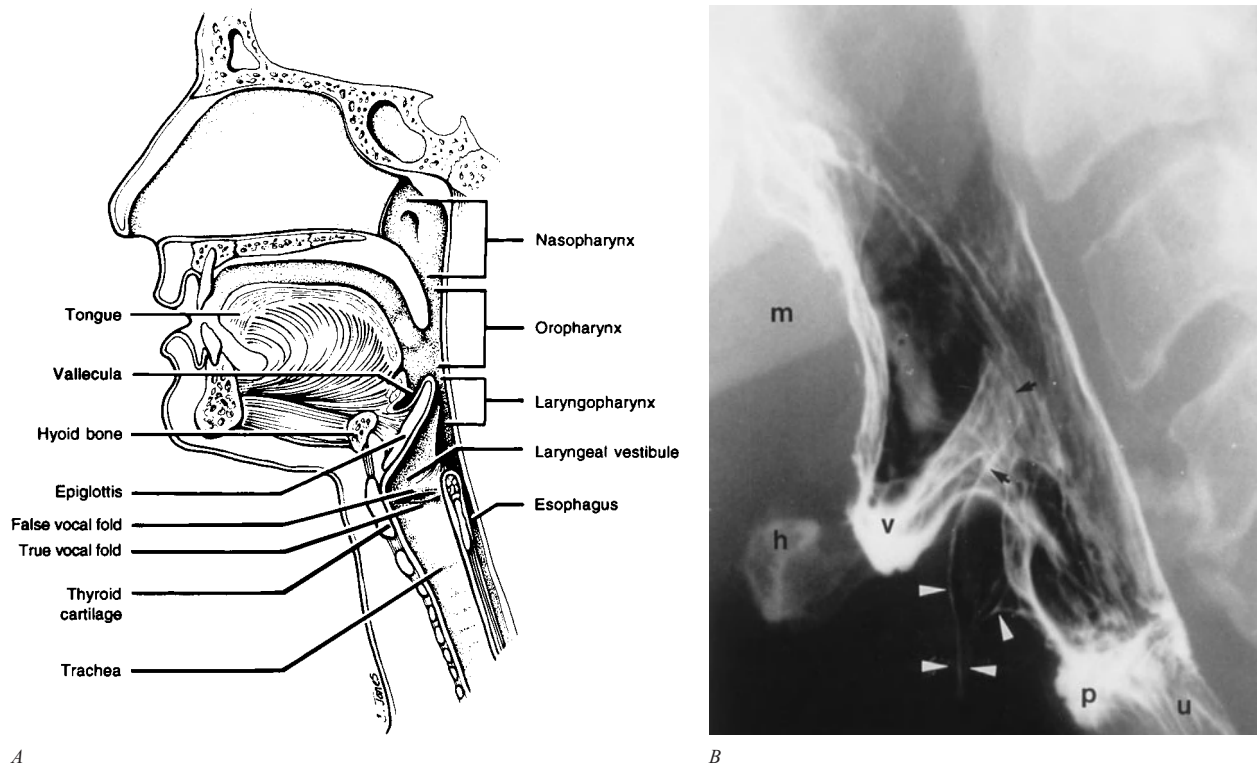 Nasopharynx
Tongue
Oropharynx
Vallecula
Laryngopharynx
Hyoid bone
Laryngeal vestibule
Epiglottis
Esophagus
False vocal fold
True vocal fold
Thyroid
cartilage
Trachea
m
h
v
p
u
A
B